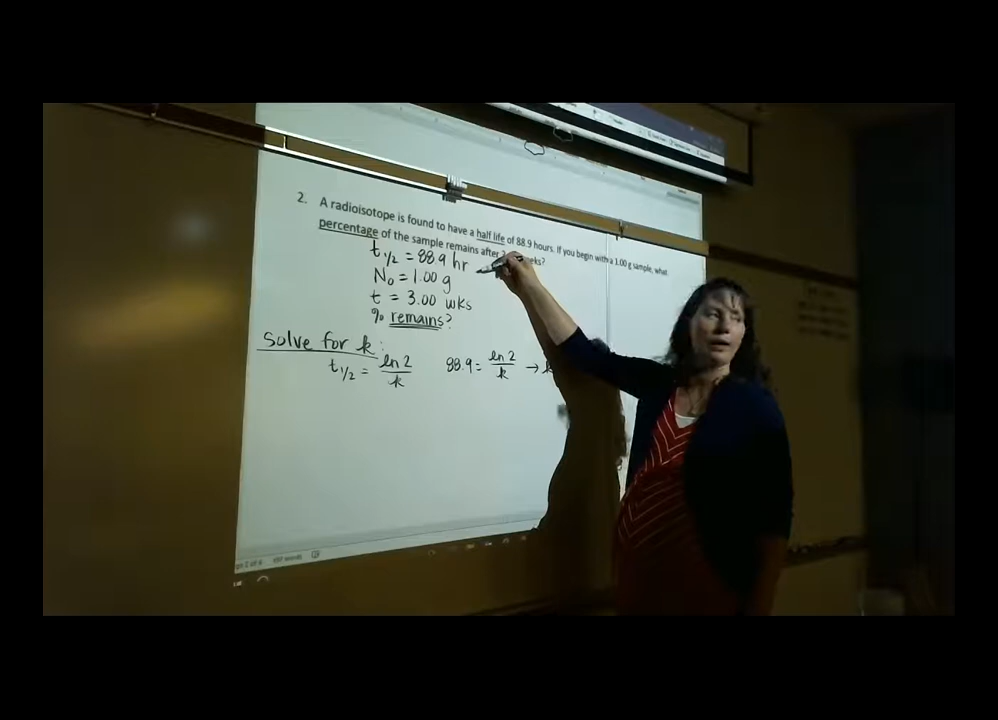 2. A radioisotope is found to have a half life of 88.9 hours. If you begin with a 1.00 g sample, what
percentage of the sample remains after
t 1/2 = 88.9 hr
N₀ = 1.00 g
t = 3.00 wks
% remains?
solve for k:
t 1/2 = ln 2 / k 88.9 = ln 2 / k →